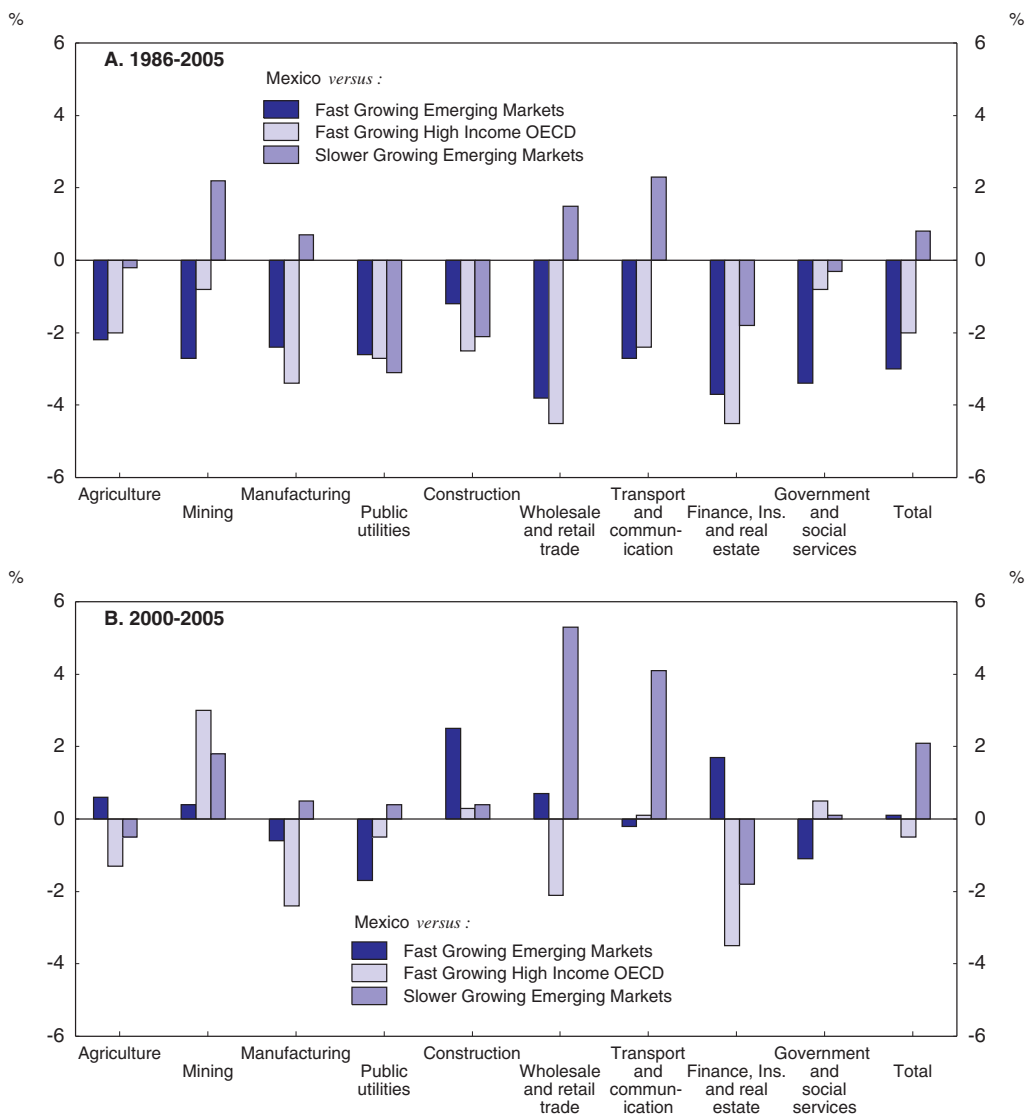 % %
6 6
A. 1986-2005
Mexico versus :
Fast Growing Emerging Markets
4 4
Fast Growing High Income OECD
Slower Growing Emerging Markets
2 2
0 0
-2 -2
-4 -4
-6 -6
Agriculture Manufacturing Construction Transport Government
Mining Public Wholesale and Finance, Ins. and Total
utilities and retail commun- and real social
trade ication estate services
% %
6 6
B. 2000-2005
4 4
2 2
0 0
-2 -2
Mexico versus :
Fast Growing Emerging Markets
-4 -4
Fast Growing High Income OECD
Slower Growing Emerging Markets
-6 -6
Agriculture Manufacturing Construction Transport Government
Mining Public Wholesale and Finance, Ins. and Total
utilities and retail commun- and real social
trade ication estate services